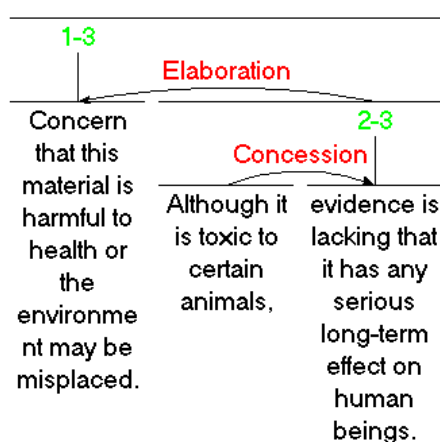 1-3
Elaboration
Concern
that this
material is
harmful to
health or
the
environme
nt may be
misplaced.
2-3
Concession
Although it
is toxic to
certain
animals,
evidence is
lacking that
it has any
serious
long-term
effect on
human
beings.